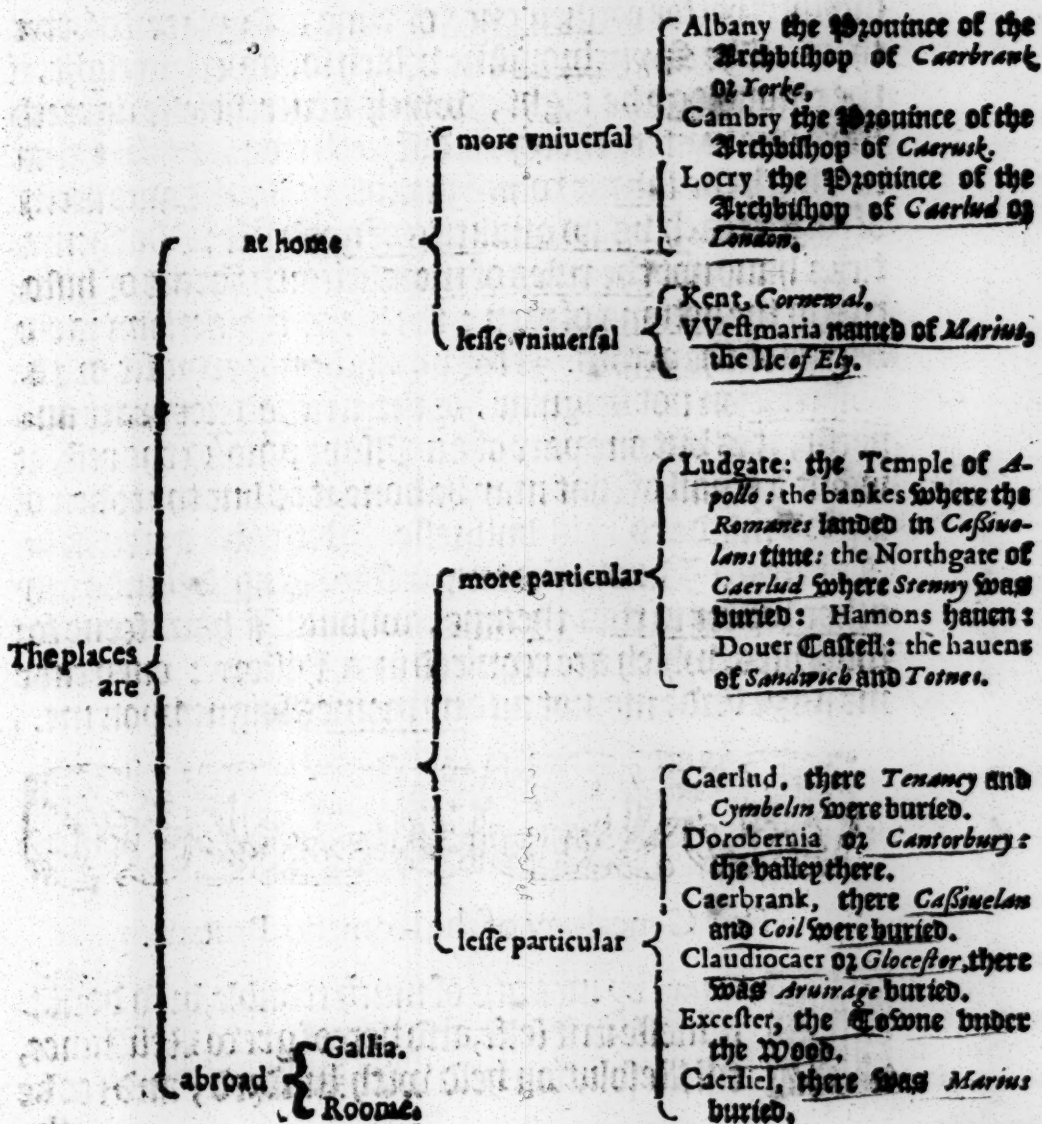 Albany the Prouince of the
Archbishop of Caerbrank
or Yorke,
more vniuersal
Cambry the Prouince of the
Archbishop of Caerusk.
Locry the Prouince of the
Archbishop of Caerlud or
London.
at home
lesse vniuersal
Kent, Cornewal.
VVestmaria named of Marius,
the Ile of Ely.
The places
are
more particular
Ludgate: the Temple of A-
pollo: the bankes where the
Romanes landed in Caßiue-
lans time: the Northgate of
Caerlud where Stenny was
buried: Hamons hauen:
Douer Castell: the hauens
of Sandwich and Totnes.
lesse particular
Caerlud, there Tenancy and
Cymbelin were buried.
Dorobernia or Cantorbury:
the valley there.
Caerbrank, there Caßiuelan
and Coil were buried.
Claudiocaer or Glocester, there
was Aruirage buried.
Excester, the Towne vnder
the Wood.
Caerliel, there was Marius
buried.
abroad
Gallia.
Roome.